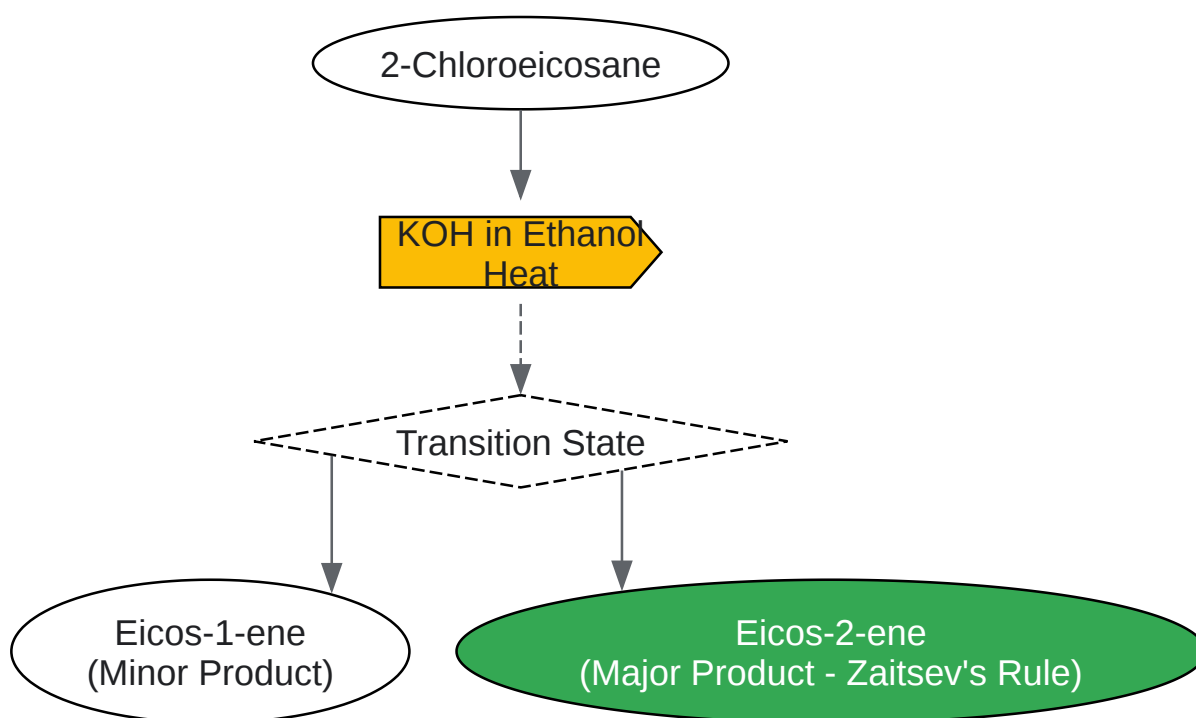 2-Chloroeicosane
KOH in Ethanol
Heat
Transition State
Eicos-1-ene
(Minor Product)
Eicos-2-ene
(Major Product - Zaitsev's Rule)